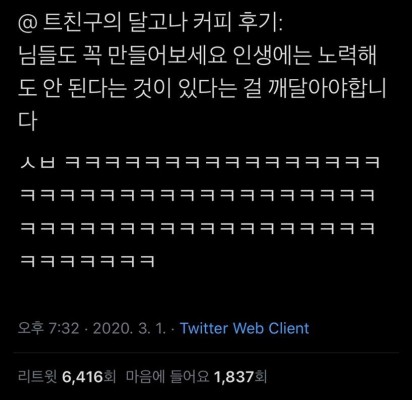 @ 트친구의 달고나 커피 후기:
님들도 꼭 만들어보세요 인생에는 노력해
도 안 된다는 것이 있다는 걸 깨달아야합니
다
ㅅㅂ ㅋㅋㅋㅋㅋㅋㅋㅋㅋㅋㅋㅋㅋㅋㅋㅋ
ㅋㅋㅋㅋㅋㅋㅋㅋㅋㅋㅋㅋㅋㅋㅋㅋㅋㅋ
ㅋㅋㅋㅋㅋㅋㅋㅋㅋㅋㅋㅋㅋㅋㅋㅋㅋㅋ
ㅋㅋㅋㅋㅋㅋㅋ
오후 7:32 · 2020. 3. 1. · Twitter Web Client
리트윗 6,416회 마음에 들어요 1,837회